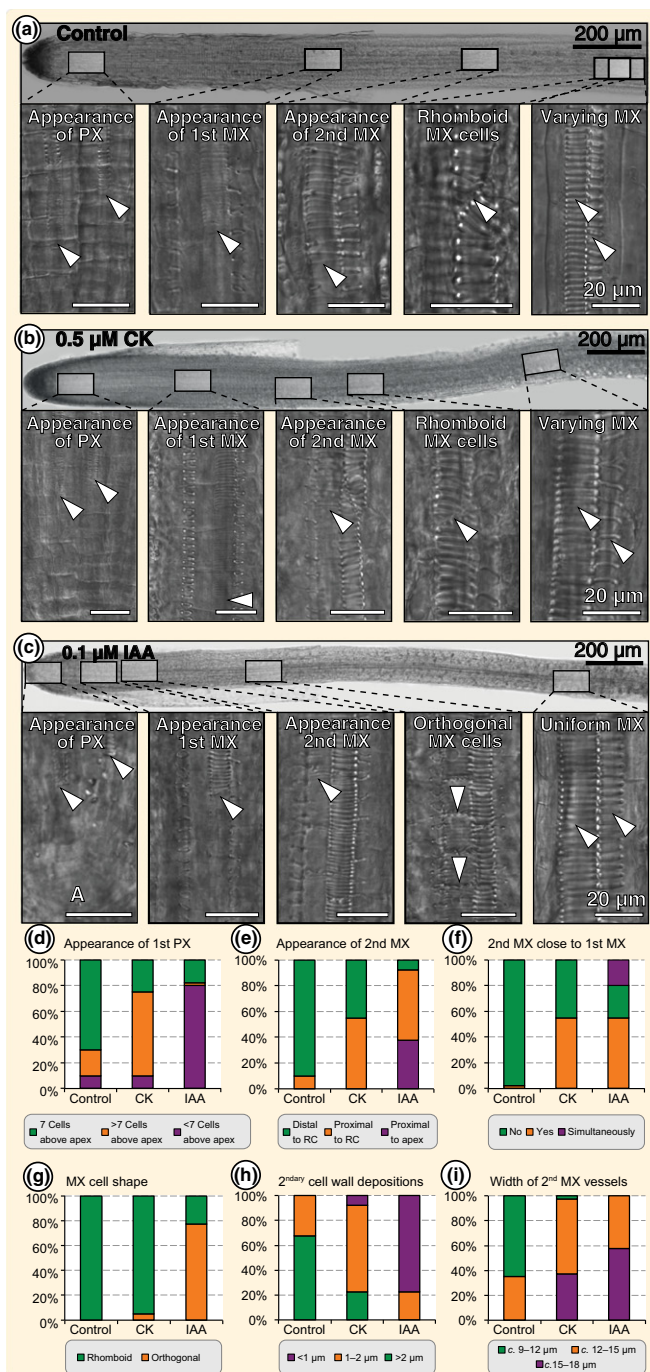 (a) Control 200 µm
Appearance of PX
Appearance of 1st MX
Appearance of 2nd MX
Rhomboid MX cells
Varying MX
20 µm
(b) 0.5 µM CK 200 µm
Appearance of PX
Appearance of 1st MX
Appearance of 2nd MX
Rhomboid MX cells
Varying MX
20 µm
(c) 0.1 µM IAA 200 µm
Appearance of PX
Appearance 1st MX
Appearance 2nd MX
Orthogonal MX cells
Uniform MX
A
20 µm
(d) Appearance of 1st PX
100%
80%
60%
40%
20%
0%
Control CK IAA
7 Cells above apex
>7 Cells above apex
<7 Cells above apex
(e) Appearance of 2nd MX
100%
80%
60%
40%
20%
0%
Control CK IAA
Distal to RC
Proximal to RC
Proximal to apex
(f) 2nd MX close to 1st MX
100%
80%
60%
40%
20%
0%
Control CK IAA
No Yes Simultaneously
(g) MX cell shape
100%
80%
60%
40%
20%
0%
Control CK IAA
Rhomboid Orthogonal
(h) 2ndary cell wall depositions
100%
80%
60%
40%
20%
0%
Control CK IAA
<1 µm 1–2 µm >2 µm
(i) Width of 2nd MX vessels
100%
80%
60%
40%
20%
0%
Control CK IAA
c. 9–12 µm c. 12–15 µm
c.15–18 µm